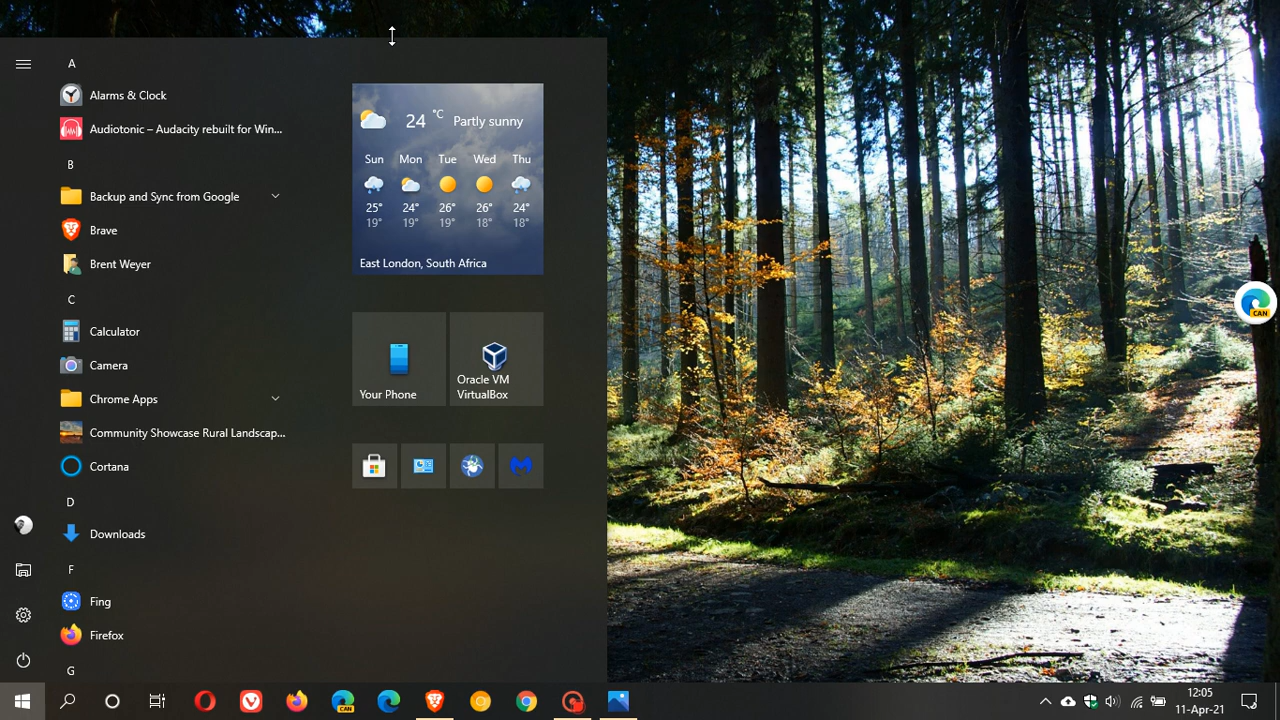 A
Alarms & Clock
Audiotonic – Audacity rebuilt for Win...
B
Backup and Sync from Google
Brave
Brent Weyer
C
Calculator
Camera
Chrome Apps
Community Showcase Rural Landscap...
Cortana
D
Downloads
F
Fing
Firefox
G
24 °C Partly sunny
Sun Mon Tue Wed Thu
25° 24° 26° 26° 24°
19° 19° 19° 18° 18°
East London, South Africa
Your Phone
Oracle VM
VirtualBox
CAN
CAN
12:05
11-Apr-21